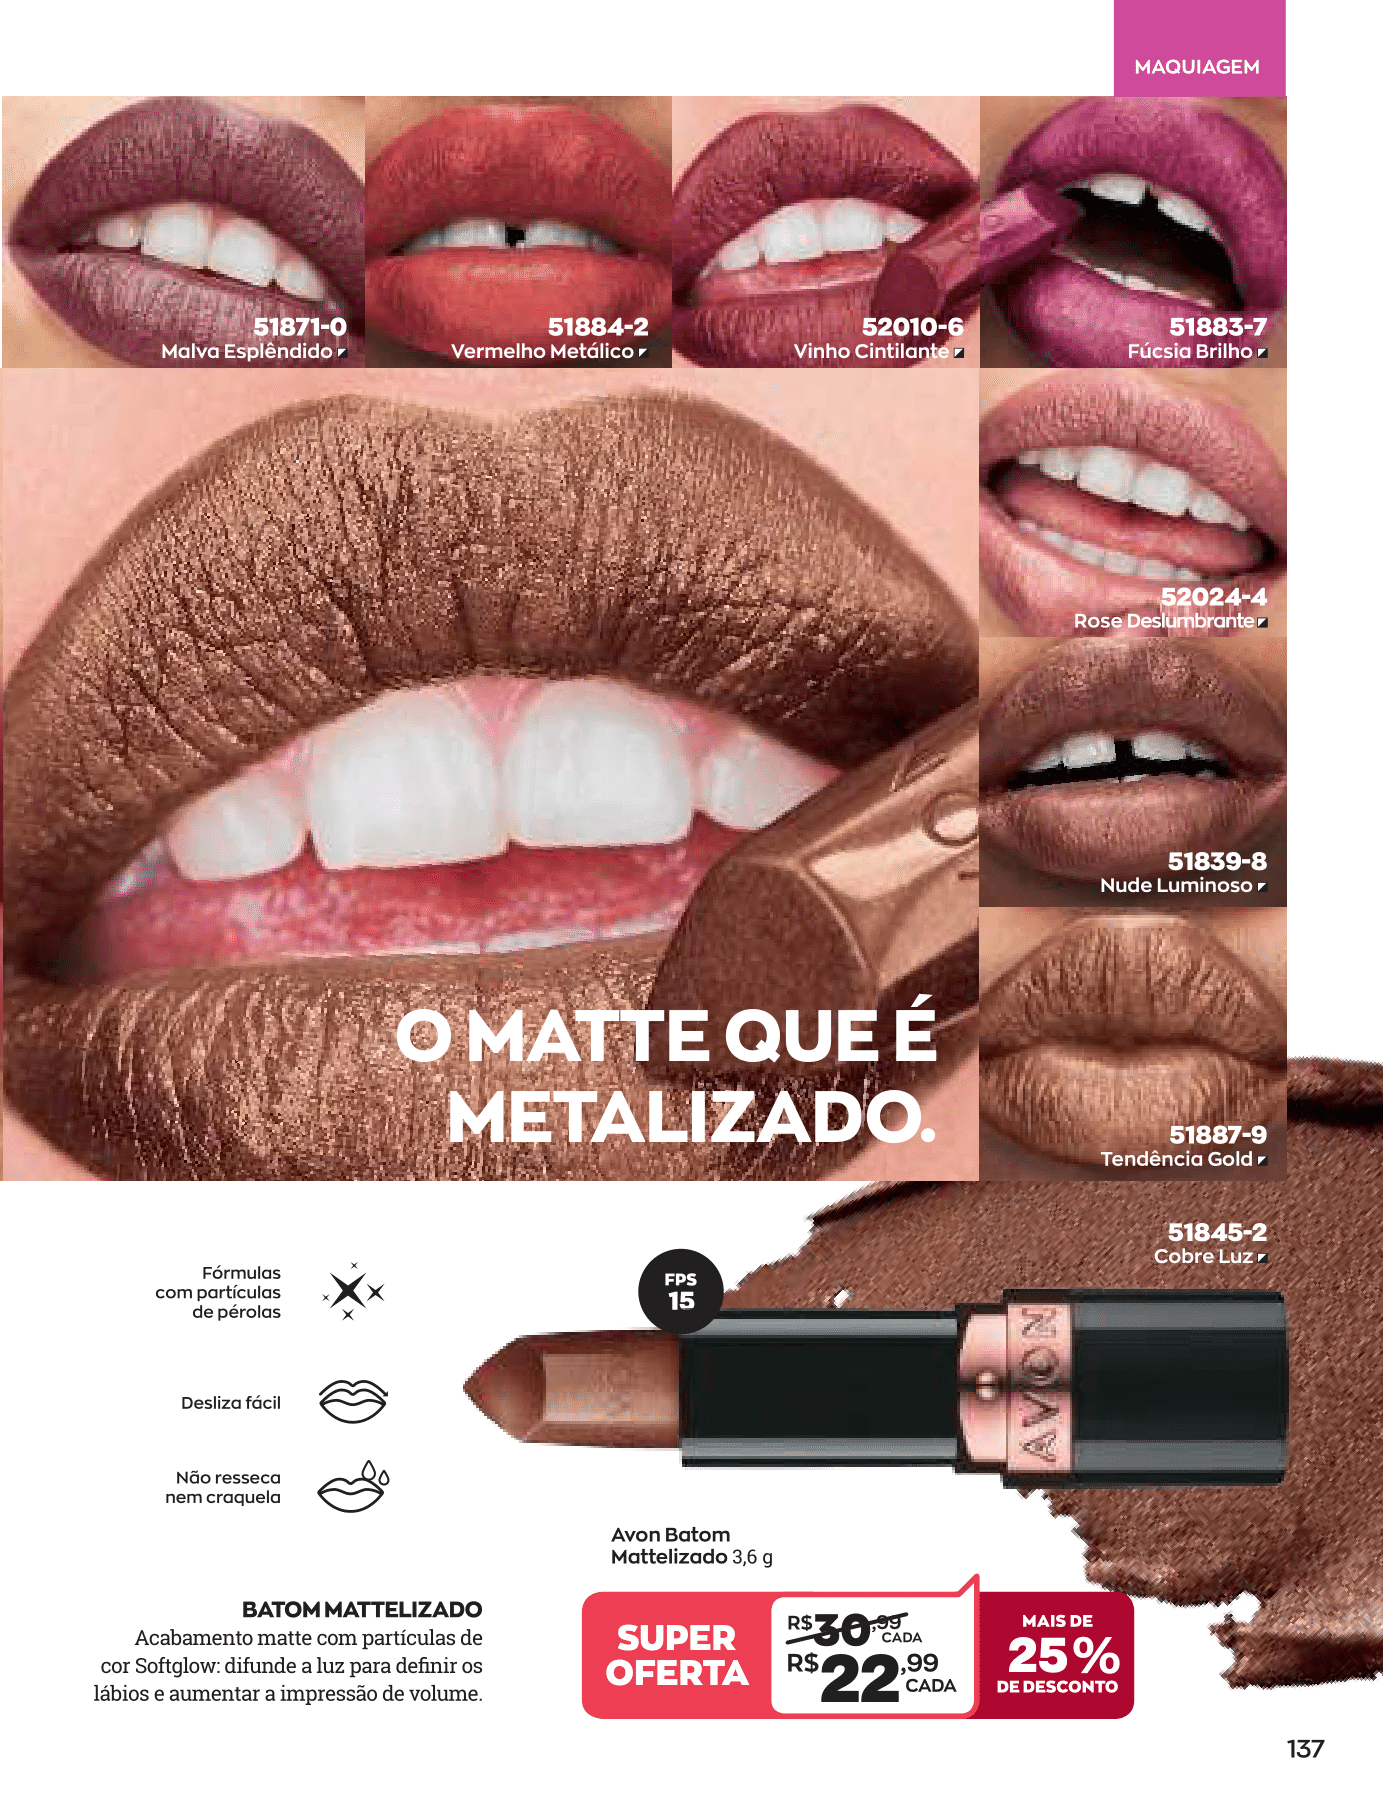 MAQUIAGEM
51871-0
Malva Esplêndido
51884-2
Vermelho Metálico
52010-6
Vinho Cintilante
51883-7
Fúcsia Brilho
52024-4
Rose Deslumbrante
51839-8
Nude Luminoso
O MATTE QUE É
METALIZADO.
51887-9
Tendência Gold
51845-2
Cobre Luz
Fórmulas
com partículas
de pérolas
FPS
15
AVON
Desliza fácil
Não resseca
nem craquela
Avon Batom
Mattelizado 3,6 g
BATOM MATTELIZADO
Acabamento matte com partículas de
cor Softglow: difunde a luz para definir os
lábios e aumentar a impressão de volume.
SUPER
OFERTA
R$30,99
CADA
R$22,99
CADA
MAIS DE
25%
DE DESCONTO
137